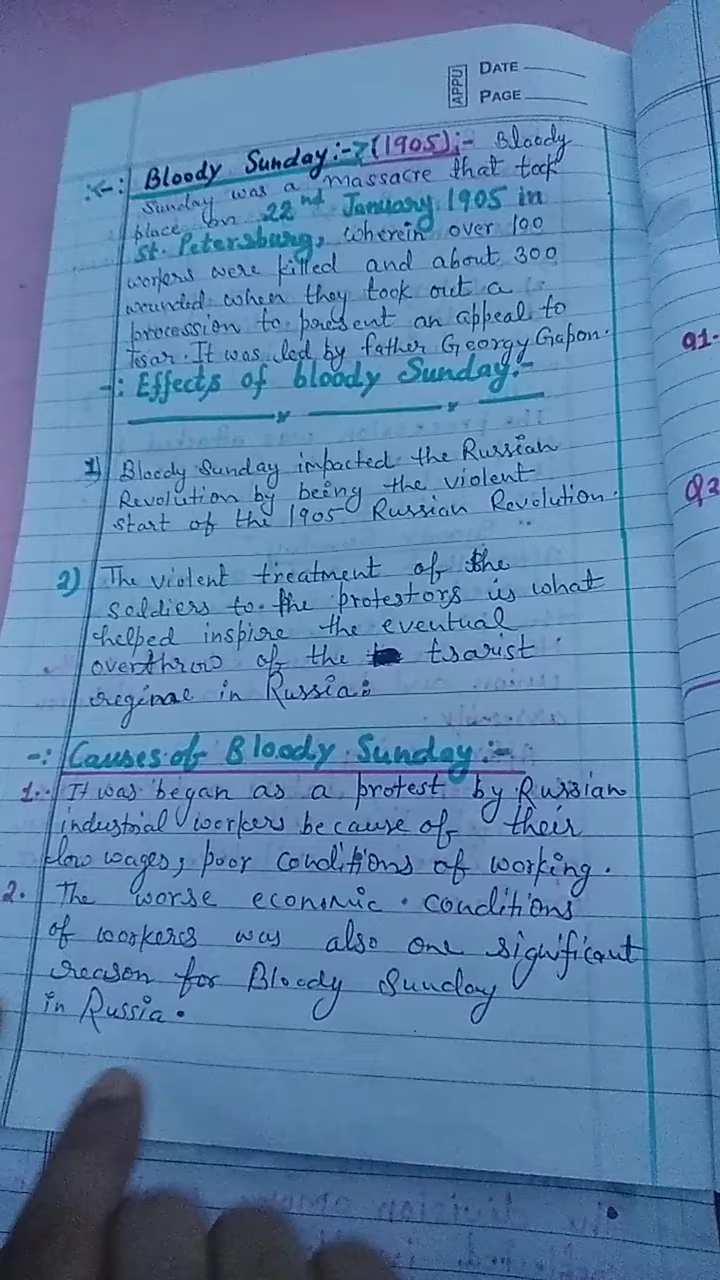 APPU
DATE
PAGE
Bloody Sunday:-7(1905);- Bloody
Sunday was a massacre that took
place on 22nd January 1905 in
St. Petersburg, wherein over 100
workers were killed and about 300
wounded when they took out a
procession to present an appeal to
Tsar. It was led by father Georgy Gapon.
-: Effects of bloody Sunday:-
1) Bloody Sunday impacted the Russian
Revolution by being the violent
start of the 1905 Russian Revolution.
2) The violent treatment of the
soldiers to the protestors is what
helped inspire the eventual
overthrow of the tsarist
regime in Russia.
-: Causes of Bloody Sunday:-
1. It was began as a protest by Russian
industrial workers because of their
low wages, poor conditions of working.
2. The worse economic conditions
of workers was also one significant
reason for Bloody Sunday
in Russia.
Q1.
Q2